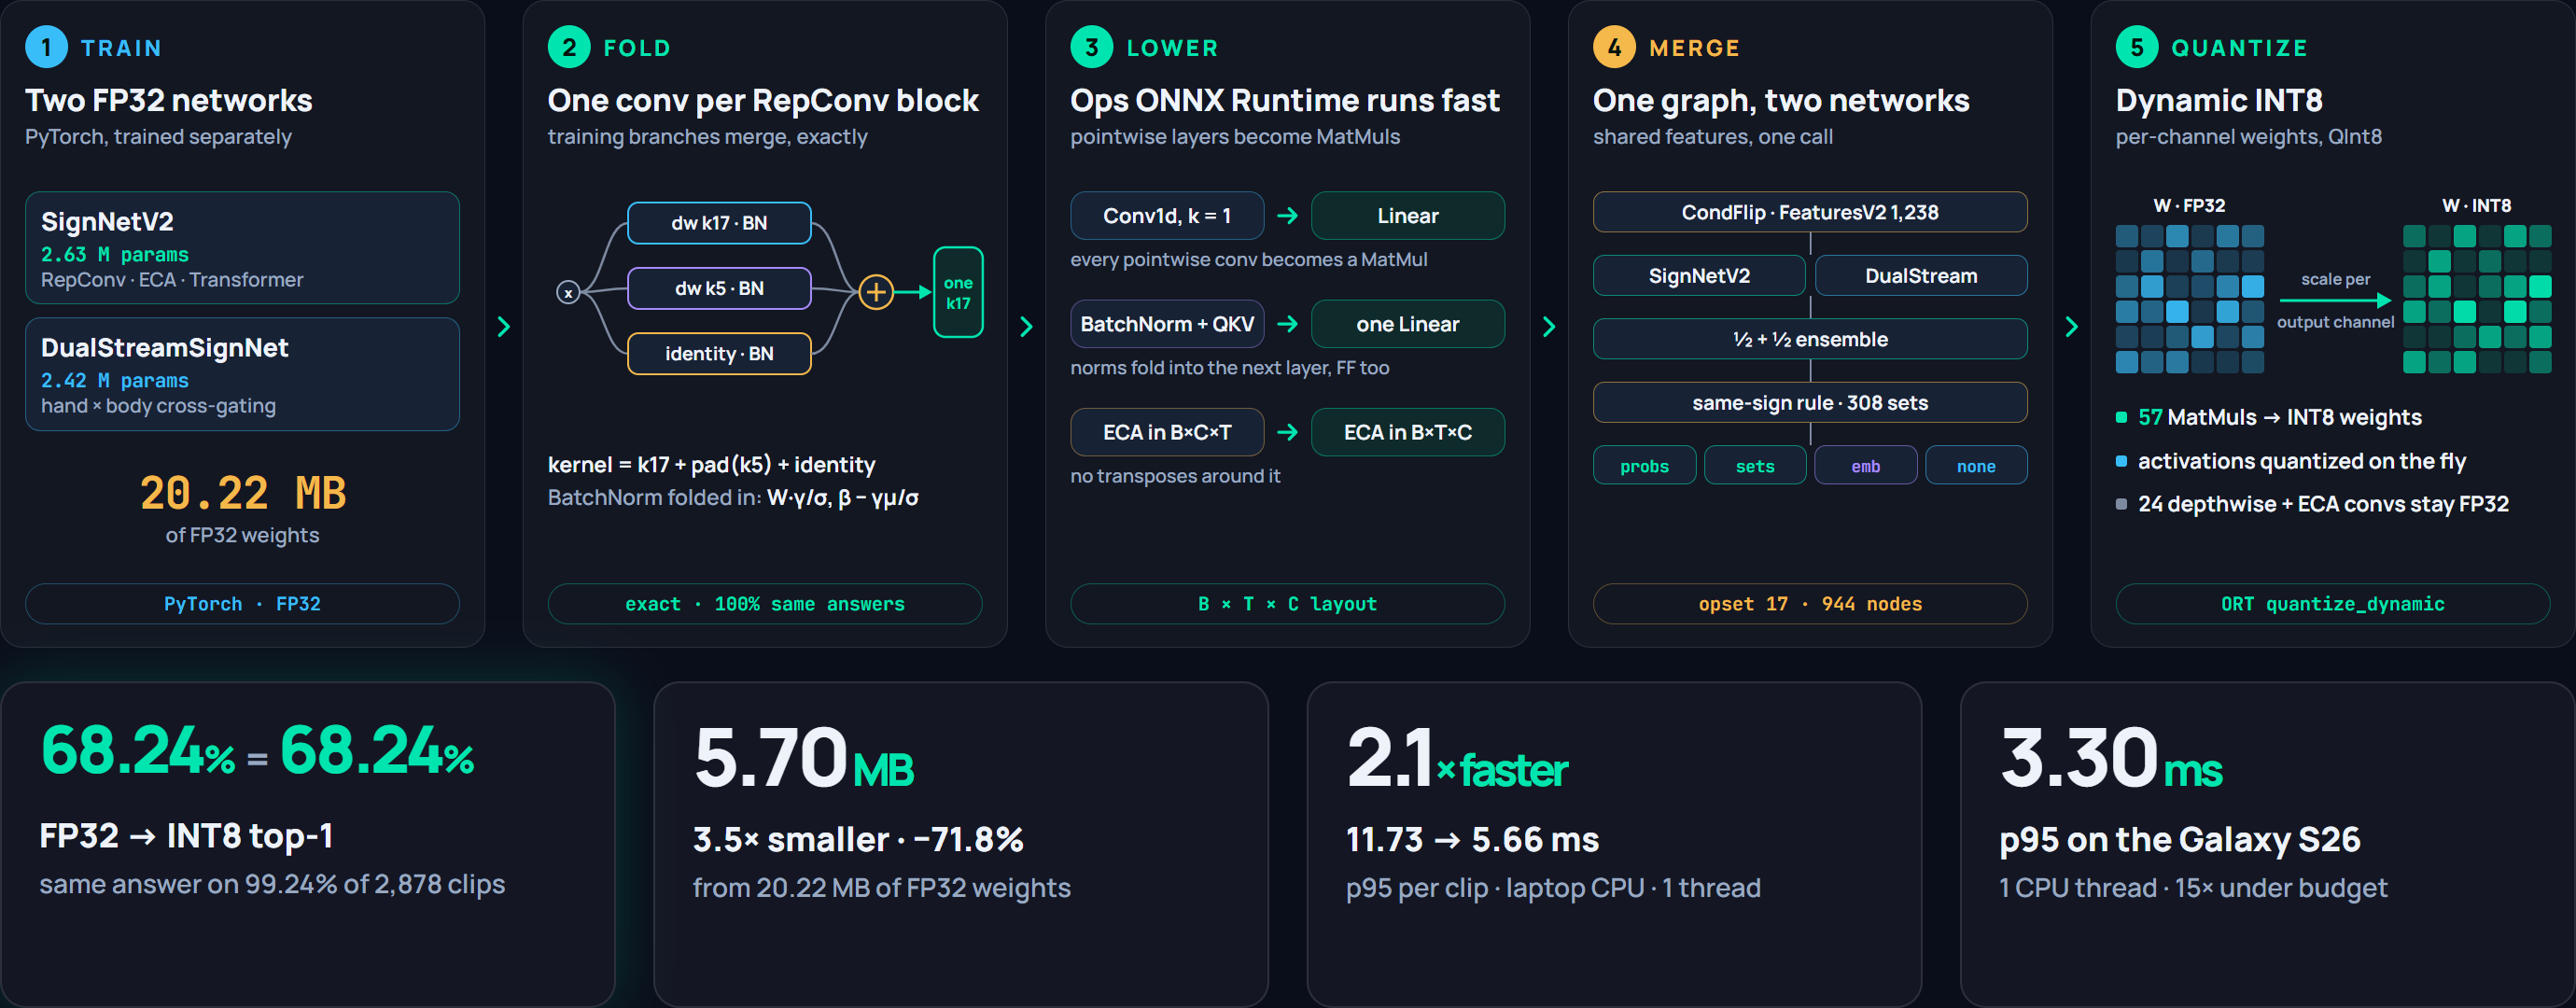 1 TRAIN
Two FP32 networks
PyTorch, trained separately
SignNetV2
2.63 M params
RepConv · ECA · Transformer
DualStreamSignNet
2.42 M params
hand × body cross-gating
20.22 MB
of FP32 weights
PyTorch · FP32
2 FOLD
One conv per RepConv block
training branches merge, exactly
x
dw k17 · BN
dw k5 · BN
identity · BN
+
one
k17
kernel = k17 + pad(k5) + identity
BatchNorm folded in: W·γ/σ, β − γμ/σ
exact · 100% same answers
3 LOWER
Ops ONNX Runtime runs fast
pointwise layers become MatMuls
Conv1d, k = 1 → Linear
every pointwise conv becomes a MatMul
BatchNorm + QKV → one Linear
norms fold into the next layer, FF too
ECA in B×C×T → ECA in B×T×C
no transposes around it
B × T × C layout
4 MERGE
One graph, two networks
shared features, one call
CondFlip · FeaturesV2 1,238
SignNetV2 DualStream
½ + ½ ensemble
same-sign rule · 308 sets
probs sets emb none
opset 17 · 944 nodes
5 QUANTIZE
Dynamic INT8
per-channel weights, QInt8
W · FP32 W · INT8
scale per
output channel
57 MatMuls → INT8 weights
activations quantized on the fly
24 depthwise + ECA convs stay FP32
ORT quantize_dynamic
68.24% = 68.24%
FP32 → INT8 top-1
same answer on 99.24% of 2,878 clips
5.70 MB
3.5× smaller · −71.8%
from 20.22 MB of FP32 weights
2.1× faster
11.73 → 5.66 ms
p95 per clip · laptop CPU · 1 thread
3.30 ms
p95 on the Galaxy S26
1 CPU thread · 15× under budget